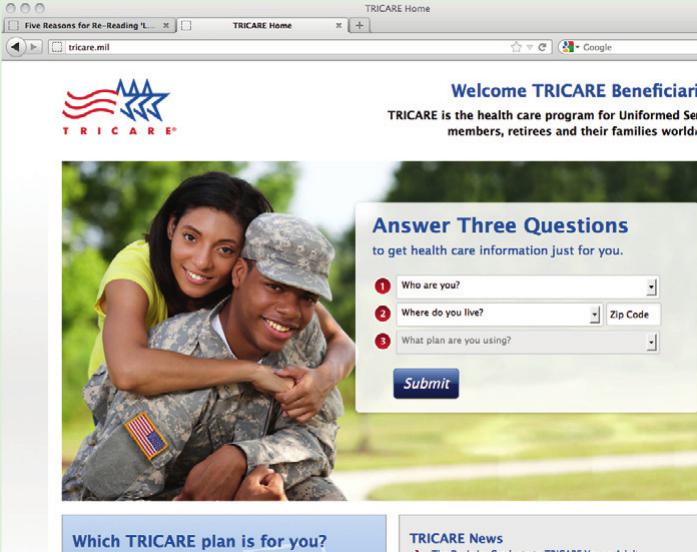 TRICARE Home
Five Reasons for Re-Reading 'L...
TRICARE Home
tricare.mil
Google
TRICARE®
Welcome TRICARE Beneficiari
TRICARE is the health care program for Uniformed Ser
members, retirees and their families world
Answer Three Questions
to get health care information just for you.
1 Who are you?
2 Where do you live? Zip Code
3 What plan are you using?
Submit
Which TRICARE plan is for you?
TRICARE News